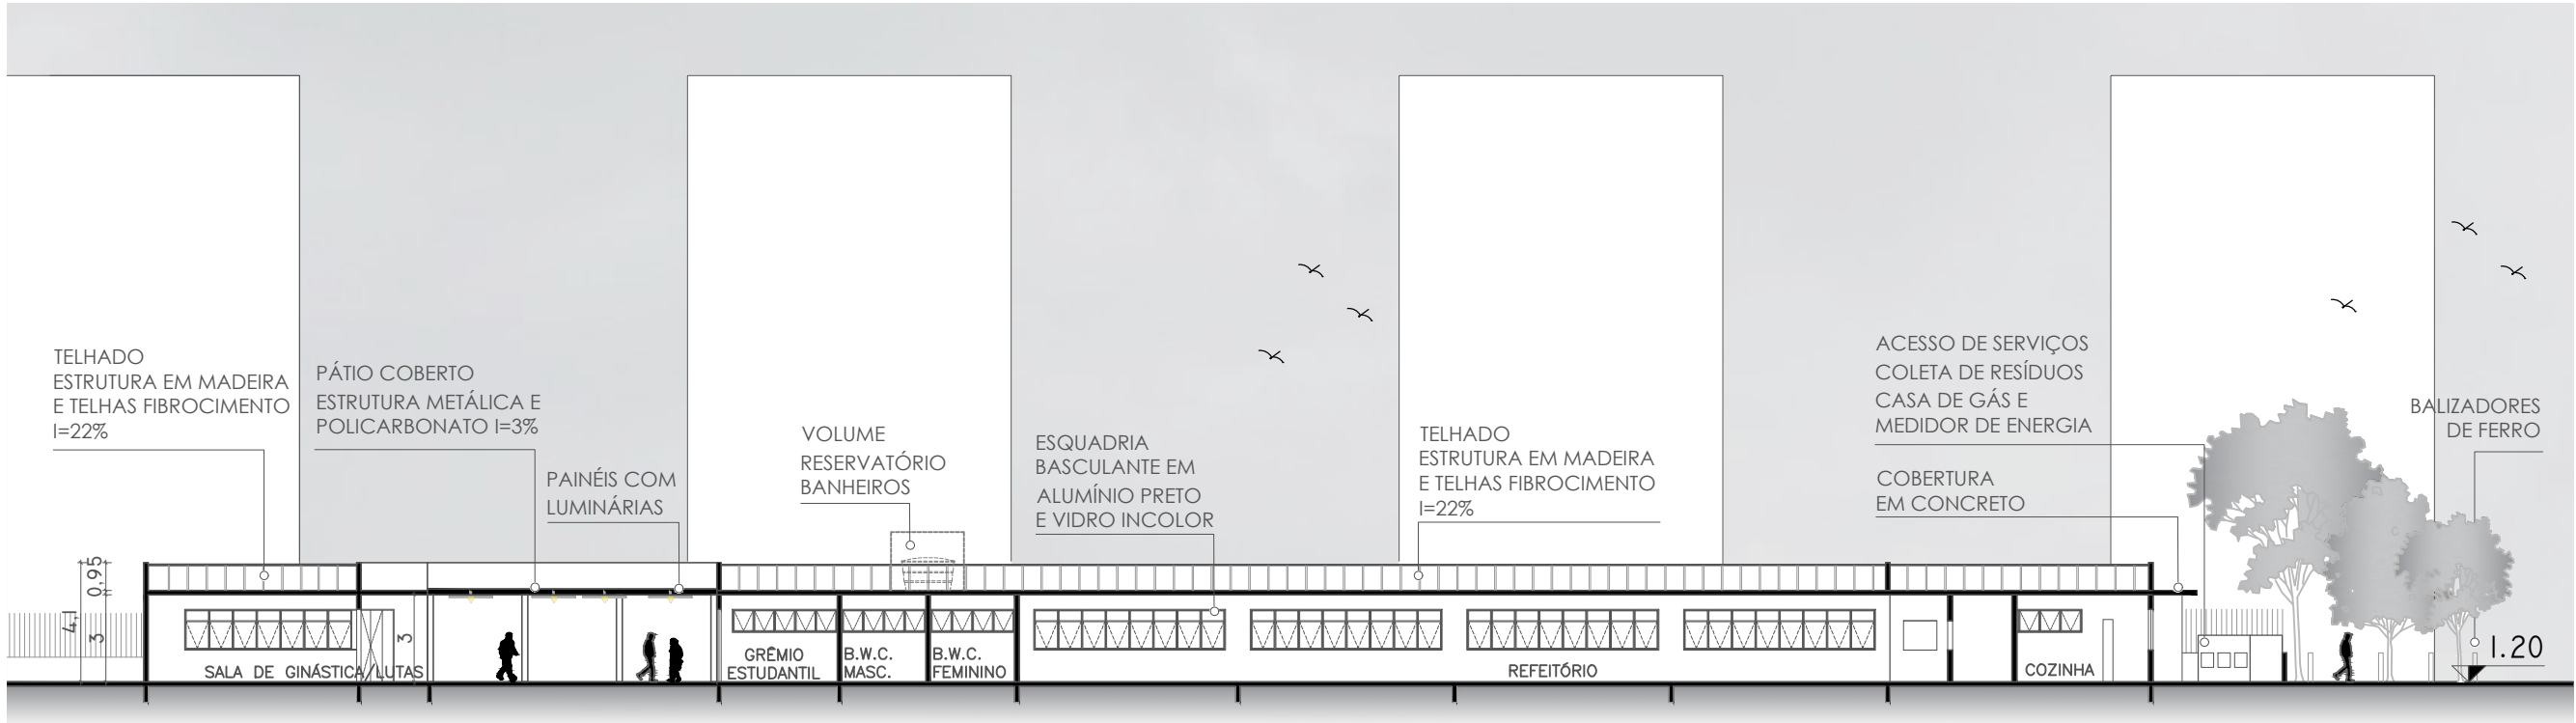 TELHADO
ESTRUTURA EM MADEIRA
E TELHAS FIBROCIMENTO
I=22%
PÁTIO COBERTO
ESTRUTURA METÁLICA E
POLICARBONATO I=3%
PAINÉIS COM
LUMINÁRIAS
VOLUME
RESERVATÓRIO
BANHEIROS
ESQUADRIA
BASCULANTE EM
ALUMÍNIO PRETO
E VIDRO INCOLOR
TELHADO
ESTRUTURA EM MADEIRA
E TELHAS FIBROCIMENTO
I=22%
ACESSO DE SERVIÇOS
COLETA DE RESÍDUOS
CASA DE GÁS E
MEDIDOR DE ENERGIA
COBERTURA
EM CONCRETO
BALIZADORES
DE FERRO
0,95
4,1
3
3
SALA DE GINÁSTICA/LUTAS
GRÊMIO
ESTUDANTIL
B.W.C.
MASC.
B.W.C.
FEMININO
REFEITÓRIO
COZINHA
1.20